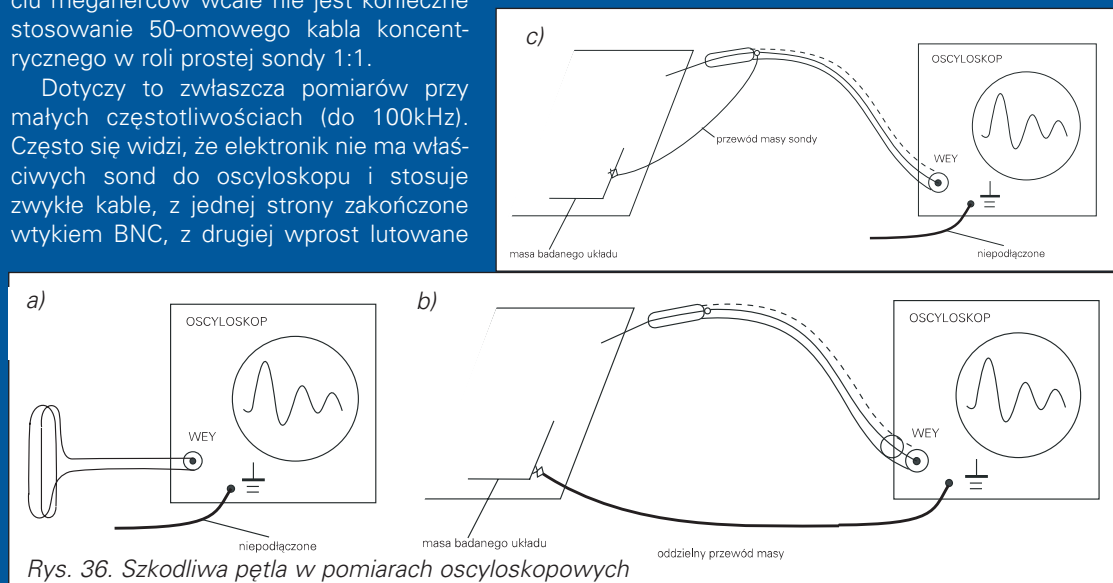 ciu megaherców wcale nie jest konieczne
stosowanie 50-omowego kabla koncent-
rycznego w roli prostej sondy 1:1.
Dotyczy to zwłaszcza pomiarów przy
małych częstotliwościach (do 100kHz).
Często się widzi, że elektronik nie ma właś-
ciwych sond do oscyloskopu i stosuje
zwykłe kable, z jednej strony zakończone
wtykiem BNC, z drugiej wprost lutowane
c)
OSCYLOSKOP
przewód masy sondy
WEY
masa badanego układu
niepodłączone
a)
OSCYLOSKOP
WEY
niepodłączone
b)
OSCYLOSKOP
WEY
masa badanego układu
oddzielny przewód masy
Rys. 36. Szkodliwa pętla w pomiarach oscyloskopowych